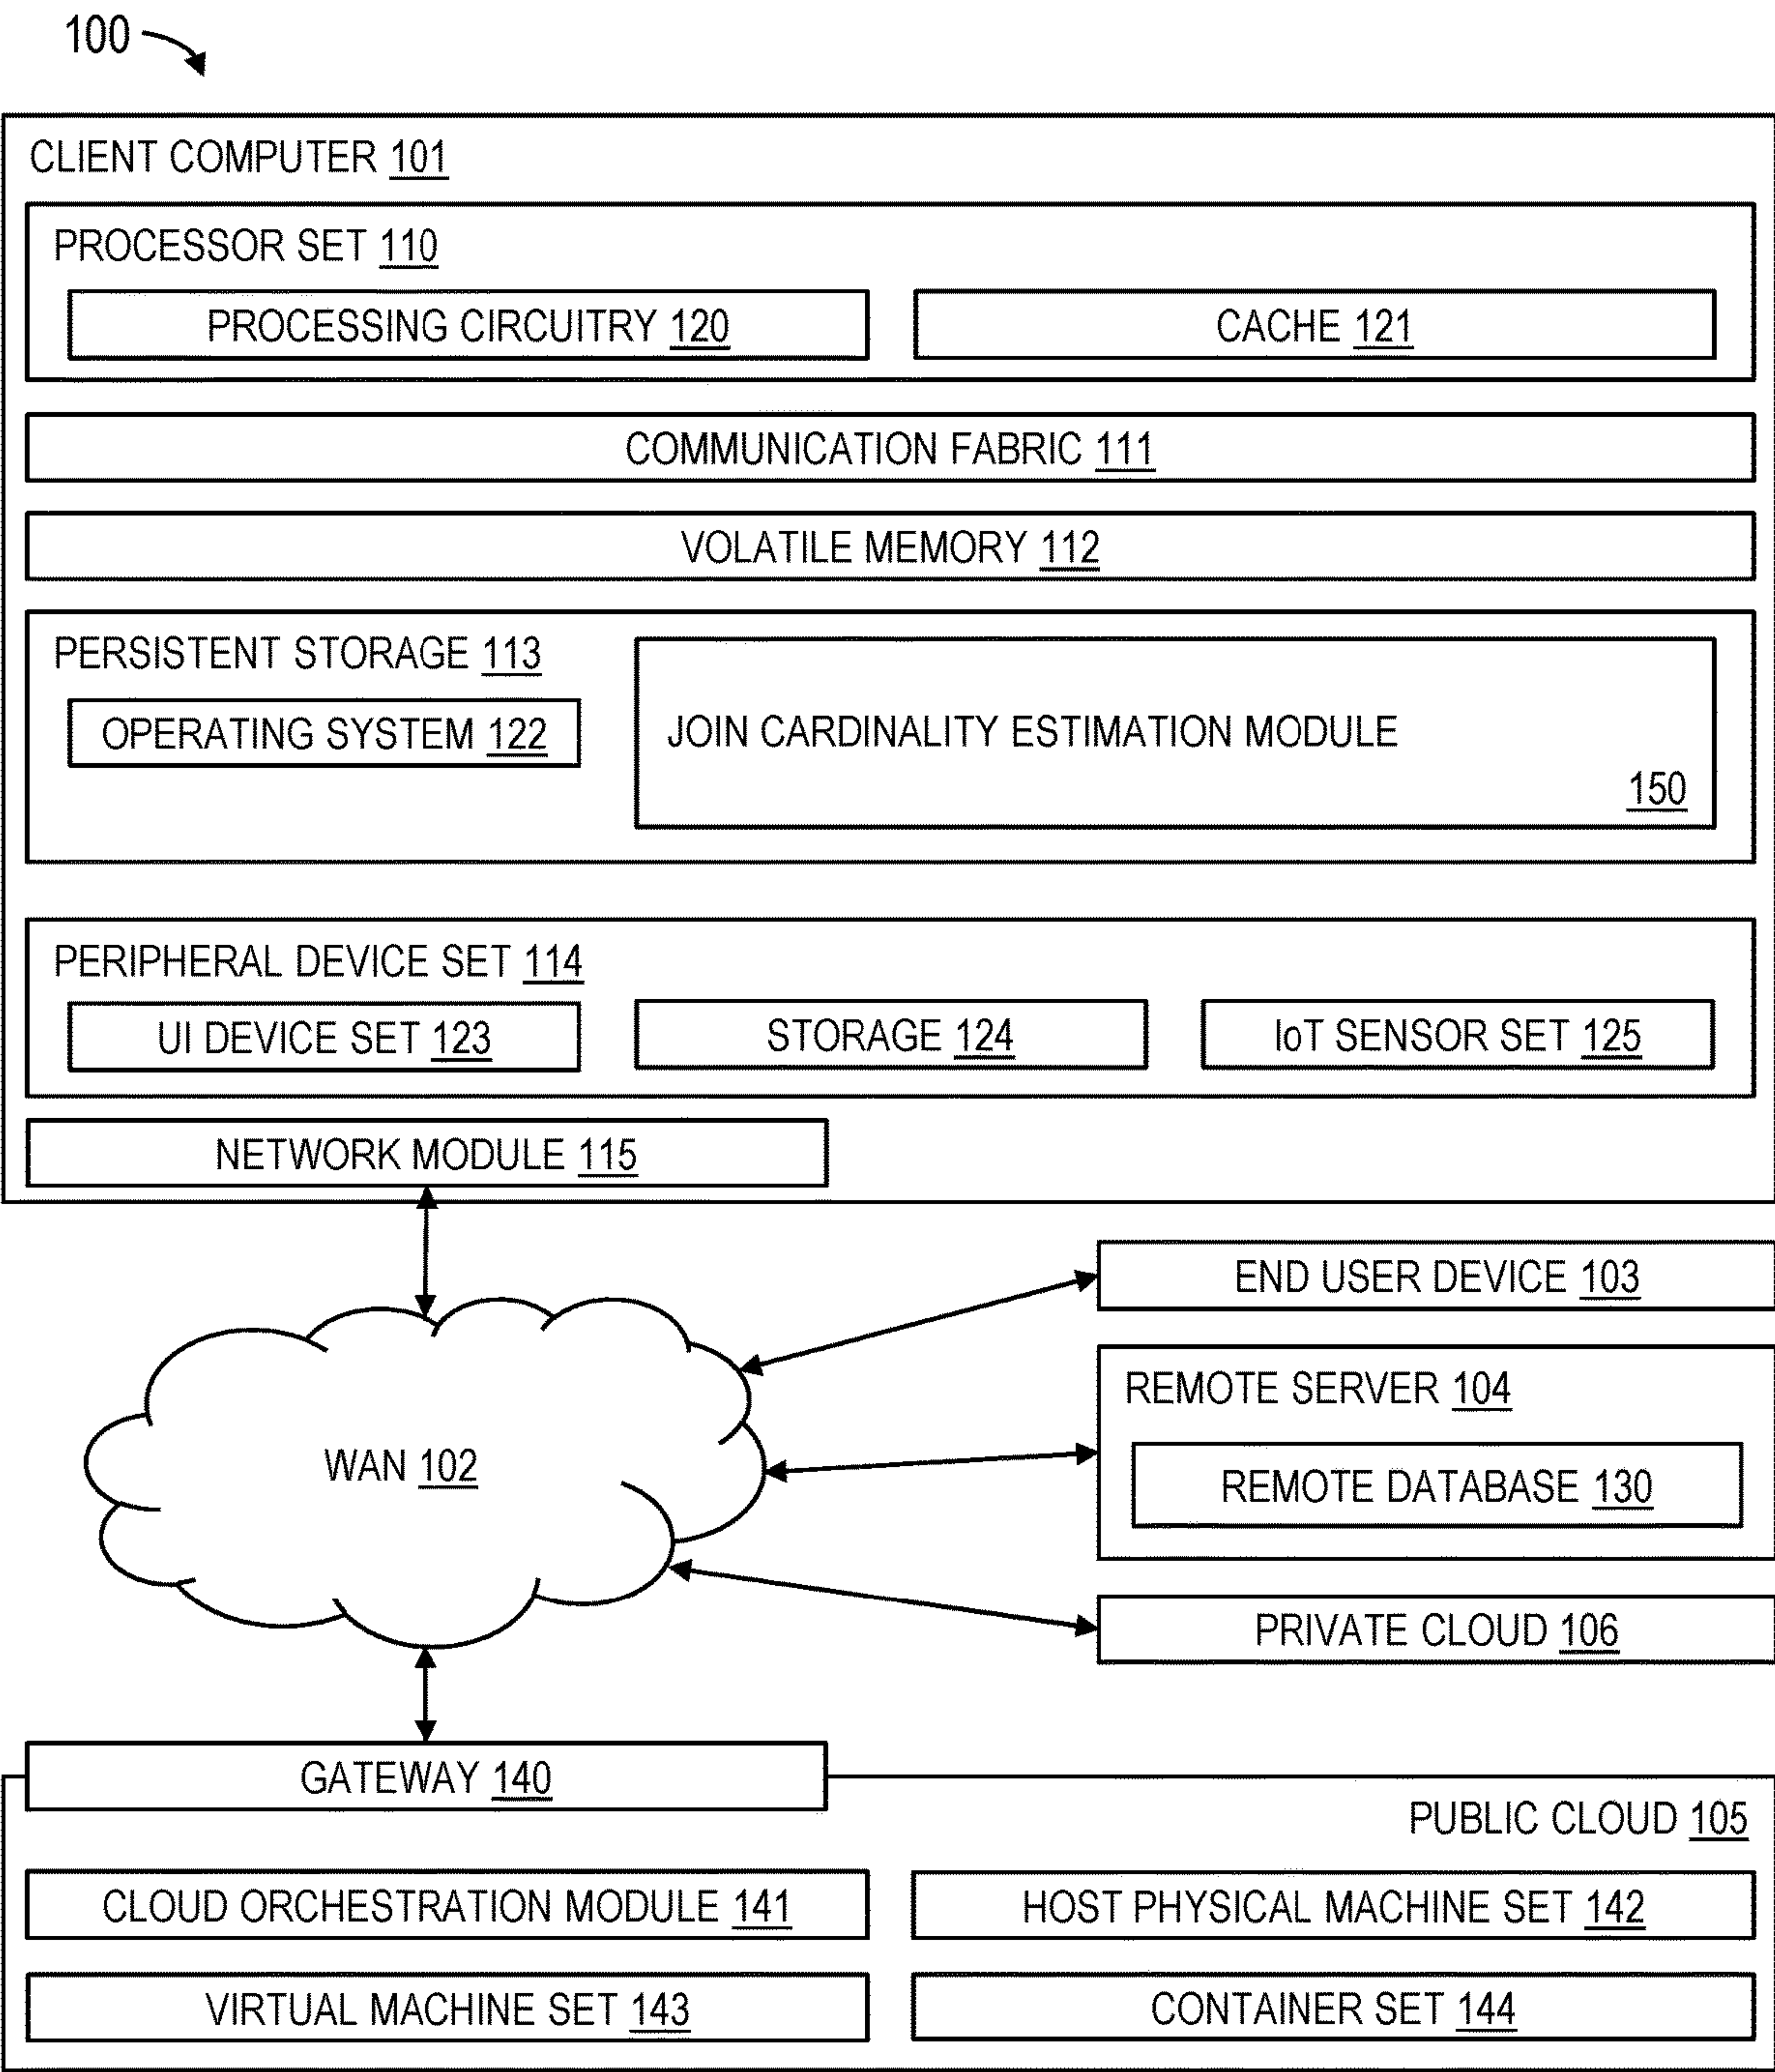 100
CLIENT COMPUTER 101
PROCESSOR SET 110
PROCESSING CIRCUITRY 120
CACHE 121
COMMUNICATION FABRIC 111
VOLATILE MEMORY 112
PERSISTENT STORAGE 113
OPERATING SYSTEM 122
JOIN CARDINALITY ESTIMATION MODULE
150
PERIPHERAL DEVICE SET 114
UI DEVICE SET 123
STORAGE 124
IoT SENSOR SET 125
NETWORK MODULE 115
END USER DEVICE 103
REMOTE SERVER 104
WAN 102
REMOTE DATABASE 130
PRIVATE CLOUD 106
GATEWAY 140
PUBLIC CLOUD 105
CLOUD ORCHESTRATION MODULE 141
HOST PHYSICAL MACHINE SET 142
VIRTUAL MACHINE SET 143
CONTAINER SET 144